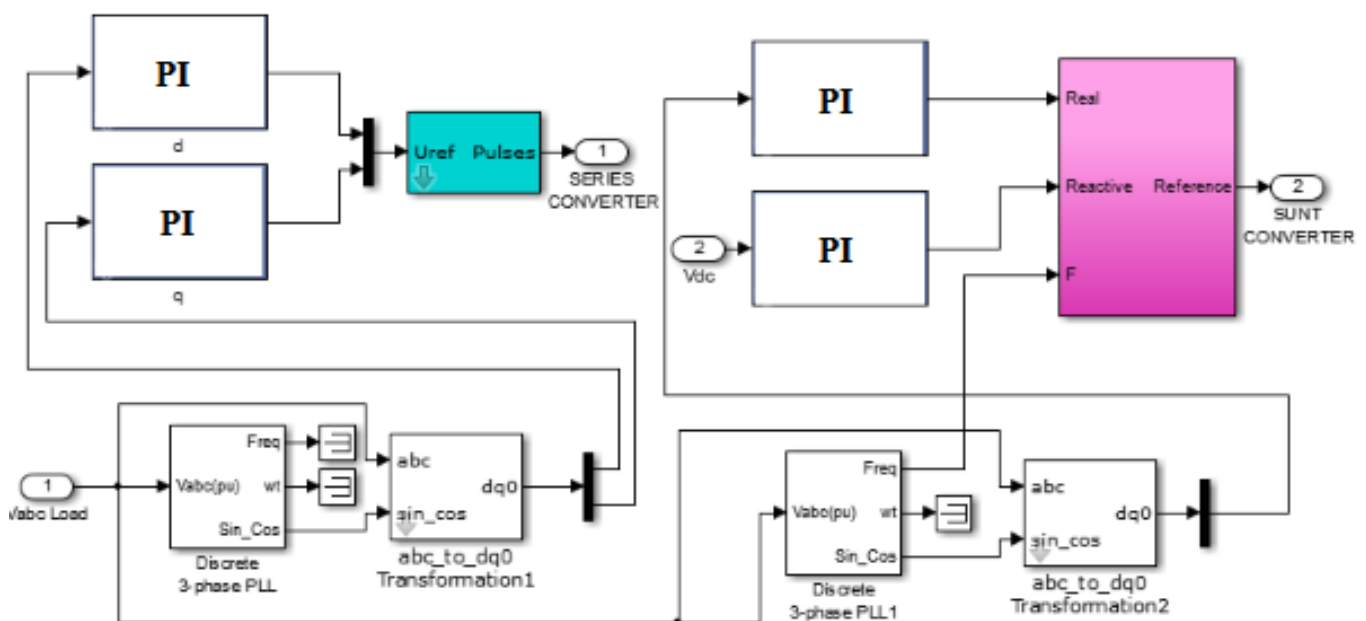 PI
d
PI
q
Uref Pulses
1
SERIES
CONVERTER
PI
PI
2
Vdc
Real
Reactive Reference
F
2
SUNT
CONVERTER
1
Vabc Load
Freq
Vabc(pu) wt
Sin_Cos
Discrete
3-phase PLL
abc
dq0
sin_cos
abc_to_dq0
Transformation1
Freq
Vabc(pu) wt
Sin_Cos
Discrete
3-phase PLL1
abc
dq0
sin_cos
abc_to_dq0
Transformation2